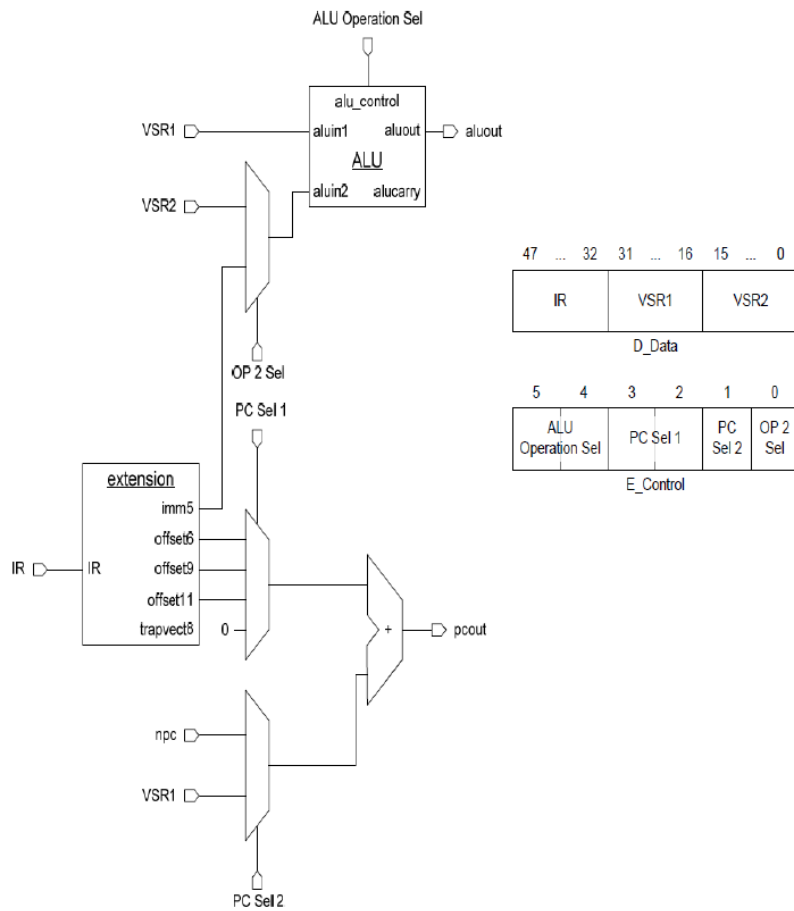 ALU Operation Sel
alu_control
VSR1
aluin1
aluout
aluout
ALU
aluin2
alucarry
VSR2
OP 2 Sel
PC Sel 1
extension
imm5
offset6
offset9
offset11
trapvect8
IR
IR
0
+
pcout
npc
VSR1
PC Sel 2
47 ... 32 31 ... 16 15 ... 0
IR VSR1 VSR2
D_Data
5 4 3 2 1 0
ALU Operation Sel
PC Sel 1
PC Sel 2
OP 2 Sel
E_Control